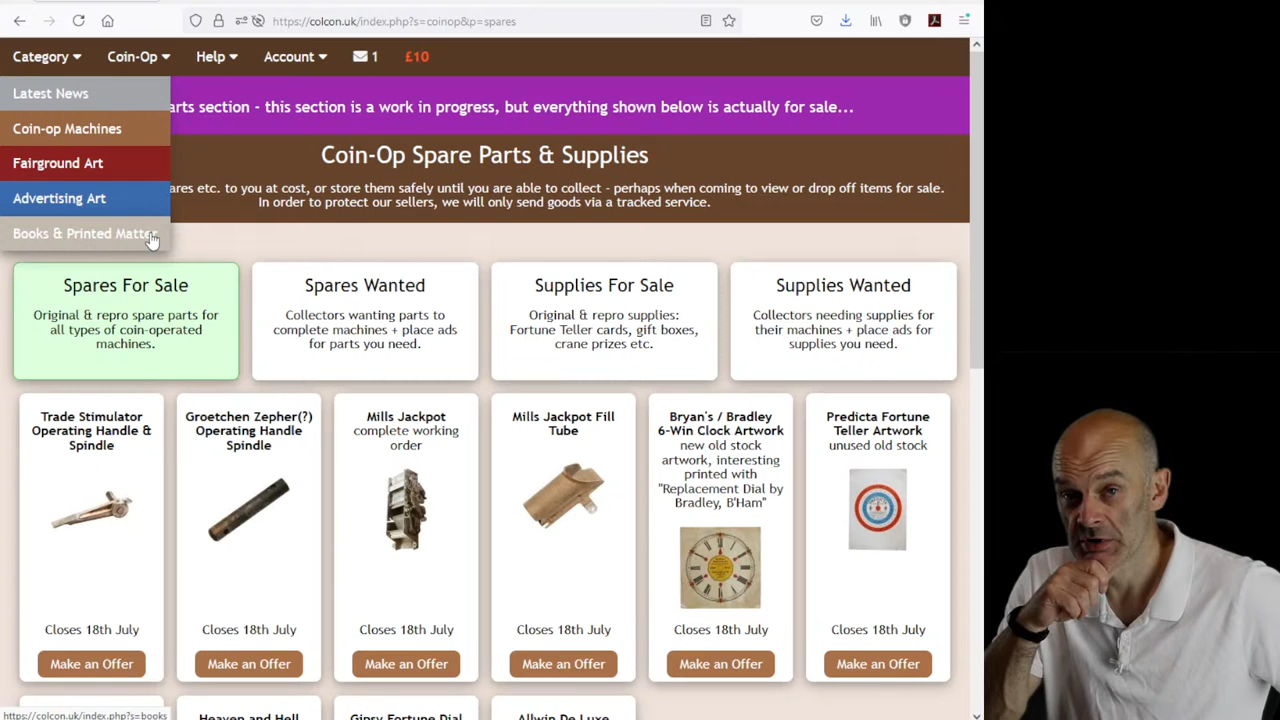 https://colcon.uk/index.php?s=coinop&p=spares
Category Coin-Op Help Account 1 £10
Latest News
Coin-op Machines
Fairground Art
Advertising Art
Books & Printed Matter
arts section - this section is a work in progress, but everything shown below is actually for sale...
Coin-Op Spare Parts & Supplies
ares etc. to you at cost, or store them safely until you are able to collect - perhaps when coming to view or drop off items for sale.
In order to protect our sellers, we will only send goods via a tracked service.
Spares For Sale
Original & repro spare parts for
all types of coin-operated
machines.
Spares Wanted
Collectors wanting parts to
complete machines + place ads
for parts you need.
Supplies For Sale
Original & repro supplies:
Fortune Teller cards, gift boxes,
crane prizes etc.
Supplies Wanted
Collectors needing supplies for
their machines + place ads for
supplies you need.
Trade Stimulator
Operating Handle &
Spindle
Closes 18th July
Make an Offer
Groetchen Zepher(?)
Operating Handle
Spindle
Closes 18th July
Make an Offer
Mills Jackpot
complete working
order
Closes 18th July
Make an Offer
Mills Jackpot Fill
Tube
Closes 18th July
Make an Offer
Bryan's / Bradley
6-Win Clock Artwork
new old stock
artwork, interesting
printed with
"Replacement Dial by
Bradley, B'Ham"
Closes 18th July
Make an Offer
Predicta Fortune
Teller Artwork
unused old stock
Closes 18th July
Make an Offer
Heaven and Hell
Gipsy Fortune Dial
Allwin De Luxe
https://colcon.uk/index.php?s=books